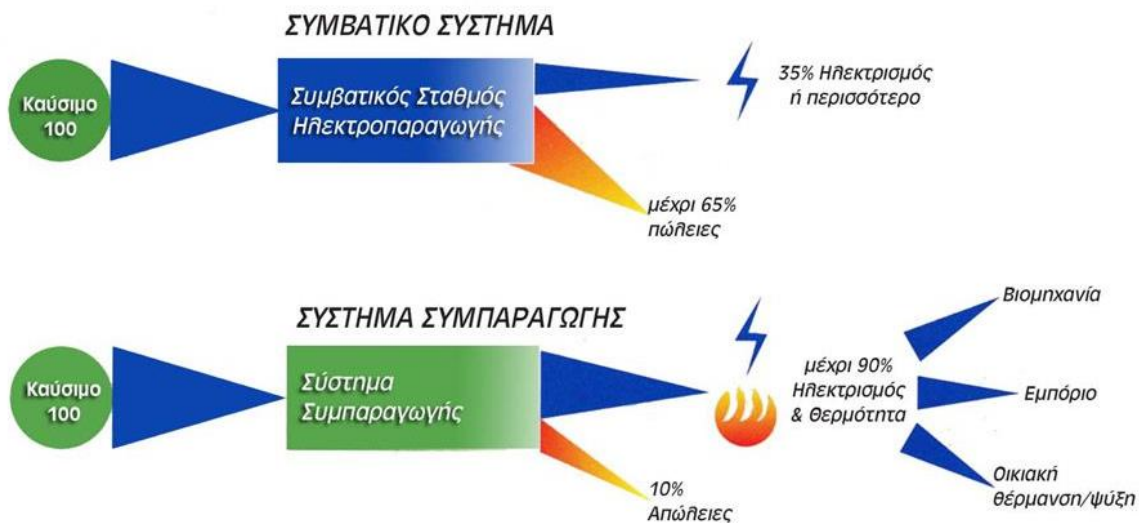 ΣΥΜΒΑΤΙΚΟ ΣΥΣΤΗΜΑ
Καύσιμο
100
Συμβατικός Σταθμός
Ηλεκτροπαραγωγής
35% Ηλεκτρισμός
ή περισσότερο
μέχρι 65%
πώλειες
ΣΥΣΤΗΜΑ ΣΥΜΠΑΡΑΓΩΓΗΣ
Καύσιμο
100
Σύστημα
Συμπαραγωγής
μέχρι 90%
Ηλεκτρισμός
& Θερμότητα
10%
Απώλειες
Βιομηχανία
Εμπόριο
Οικιακή
θέρμανση/ψύξη